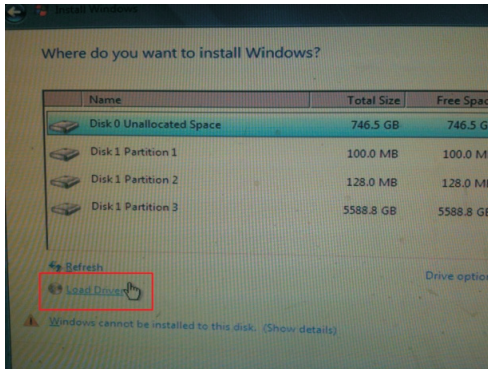 Install Windows
Where do you want to install Windows?
Name Total Size Free Spac
Disk 0 Unallocated Space 746.5 GB 746.5 G
Disk 1 Partition 1 100.0 MB 100.0 M
Disk 1 Partition 2 128.0 MB 128.0 M
Disk 1 Partition 3 5588.8 GB 5588.8 GB
Refresh
Load Driver Drive option
Windows cannot be installed to this disk. (Show details)